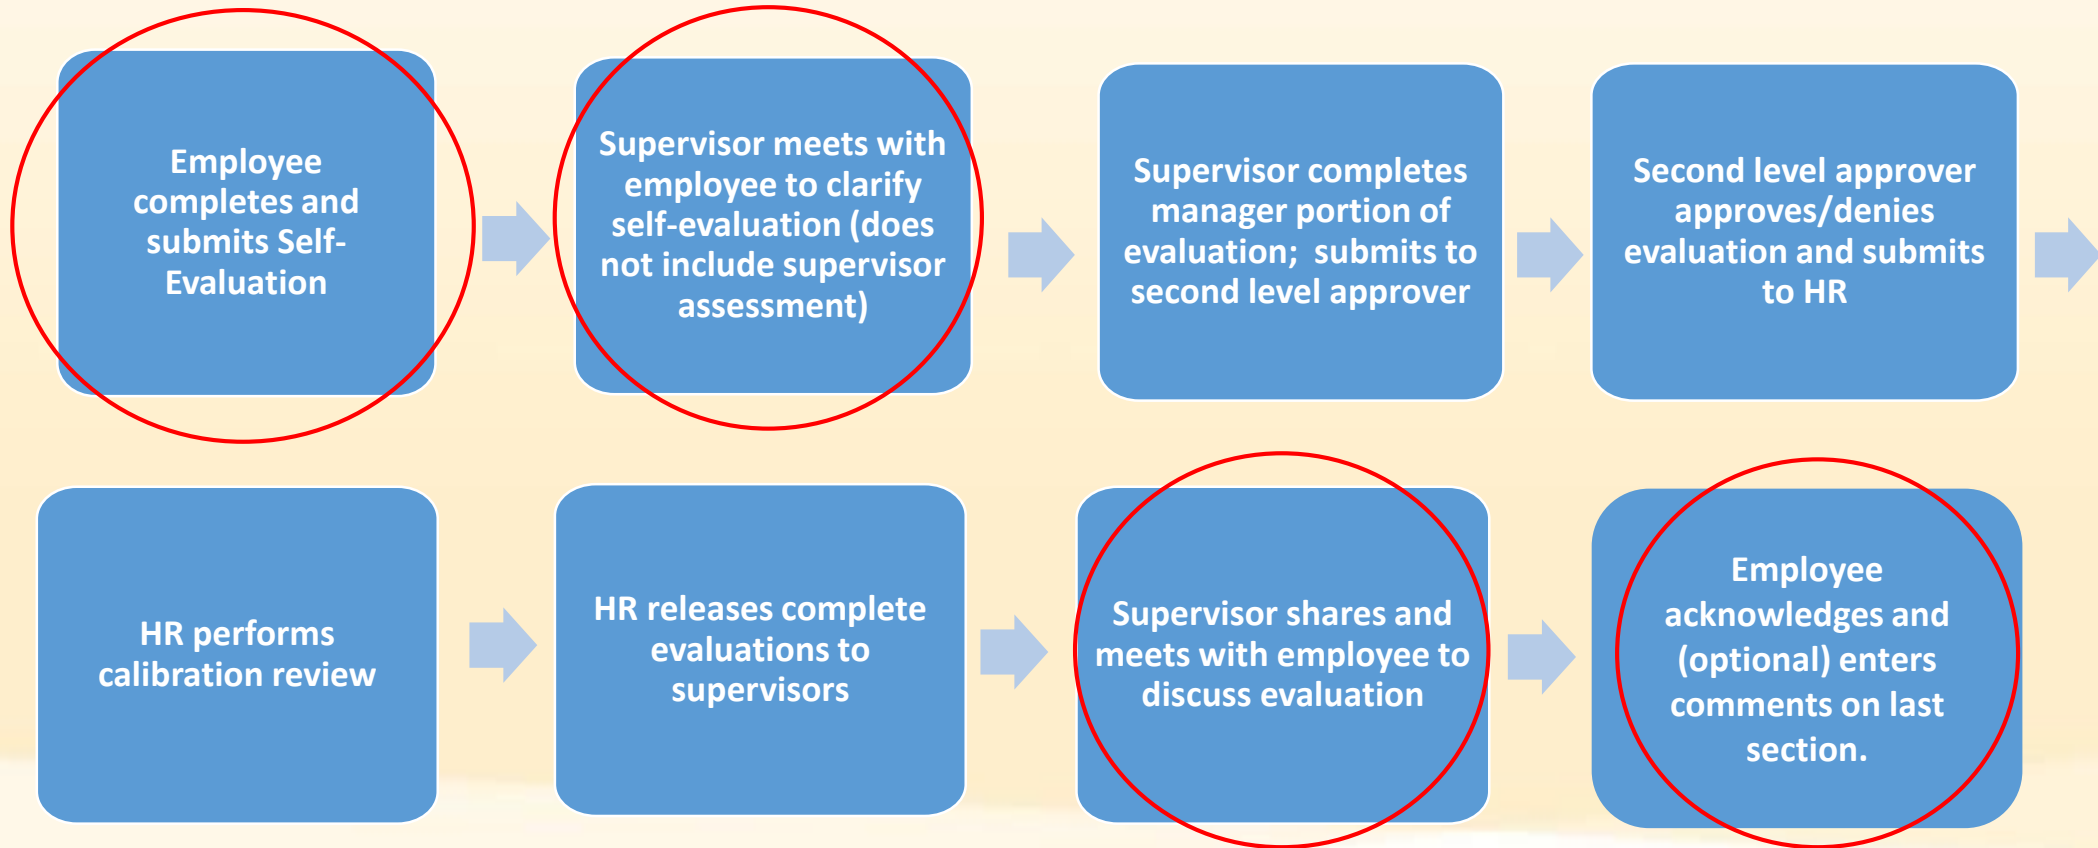 Employee
completes and
submits Self-
Evaluation
Supervisor meets with
employee to clarify
self-evaluation (does
not include supervisor
assessment)
Supervisor completes
manager portion of
evaluation;  submits to
second level approver
Second level approver
approves/denies
evaluation and submits
to HR
HR performs
calibration review
HR releases complete
evaluations to
supervisors
Supervisor shares and
meets with employee to
discuss evaluation
Employee
acknowledges and
(optional) enters
comments on last
section.